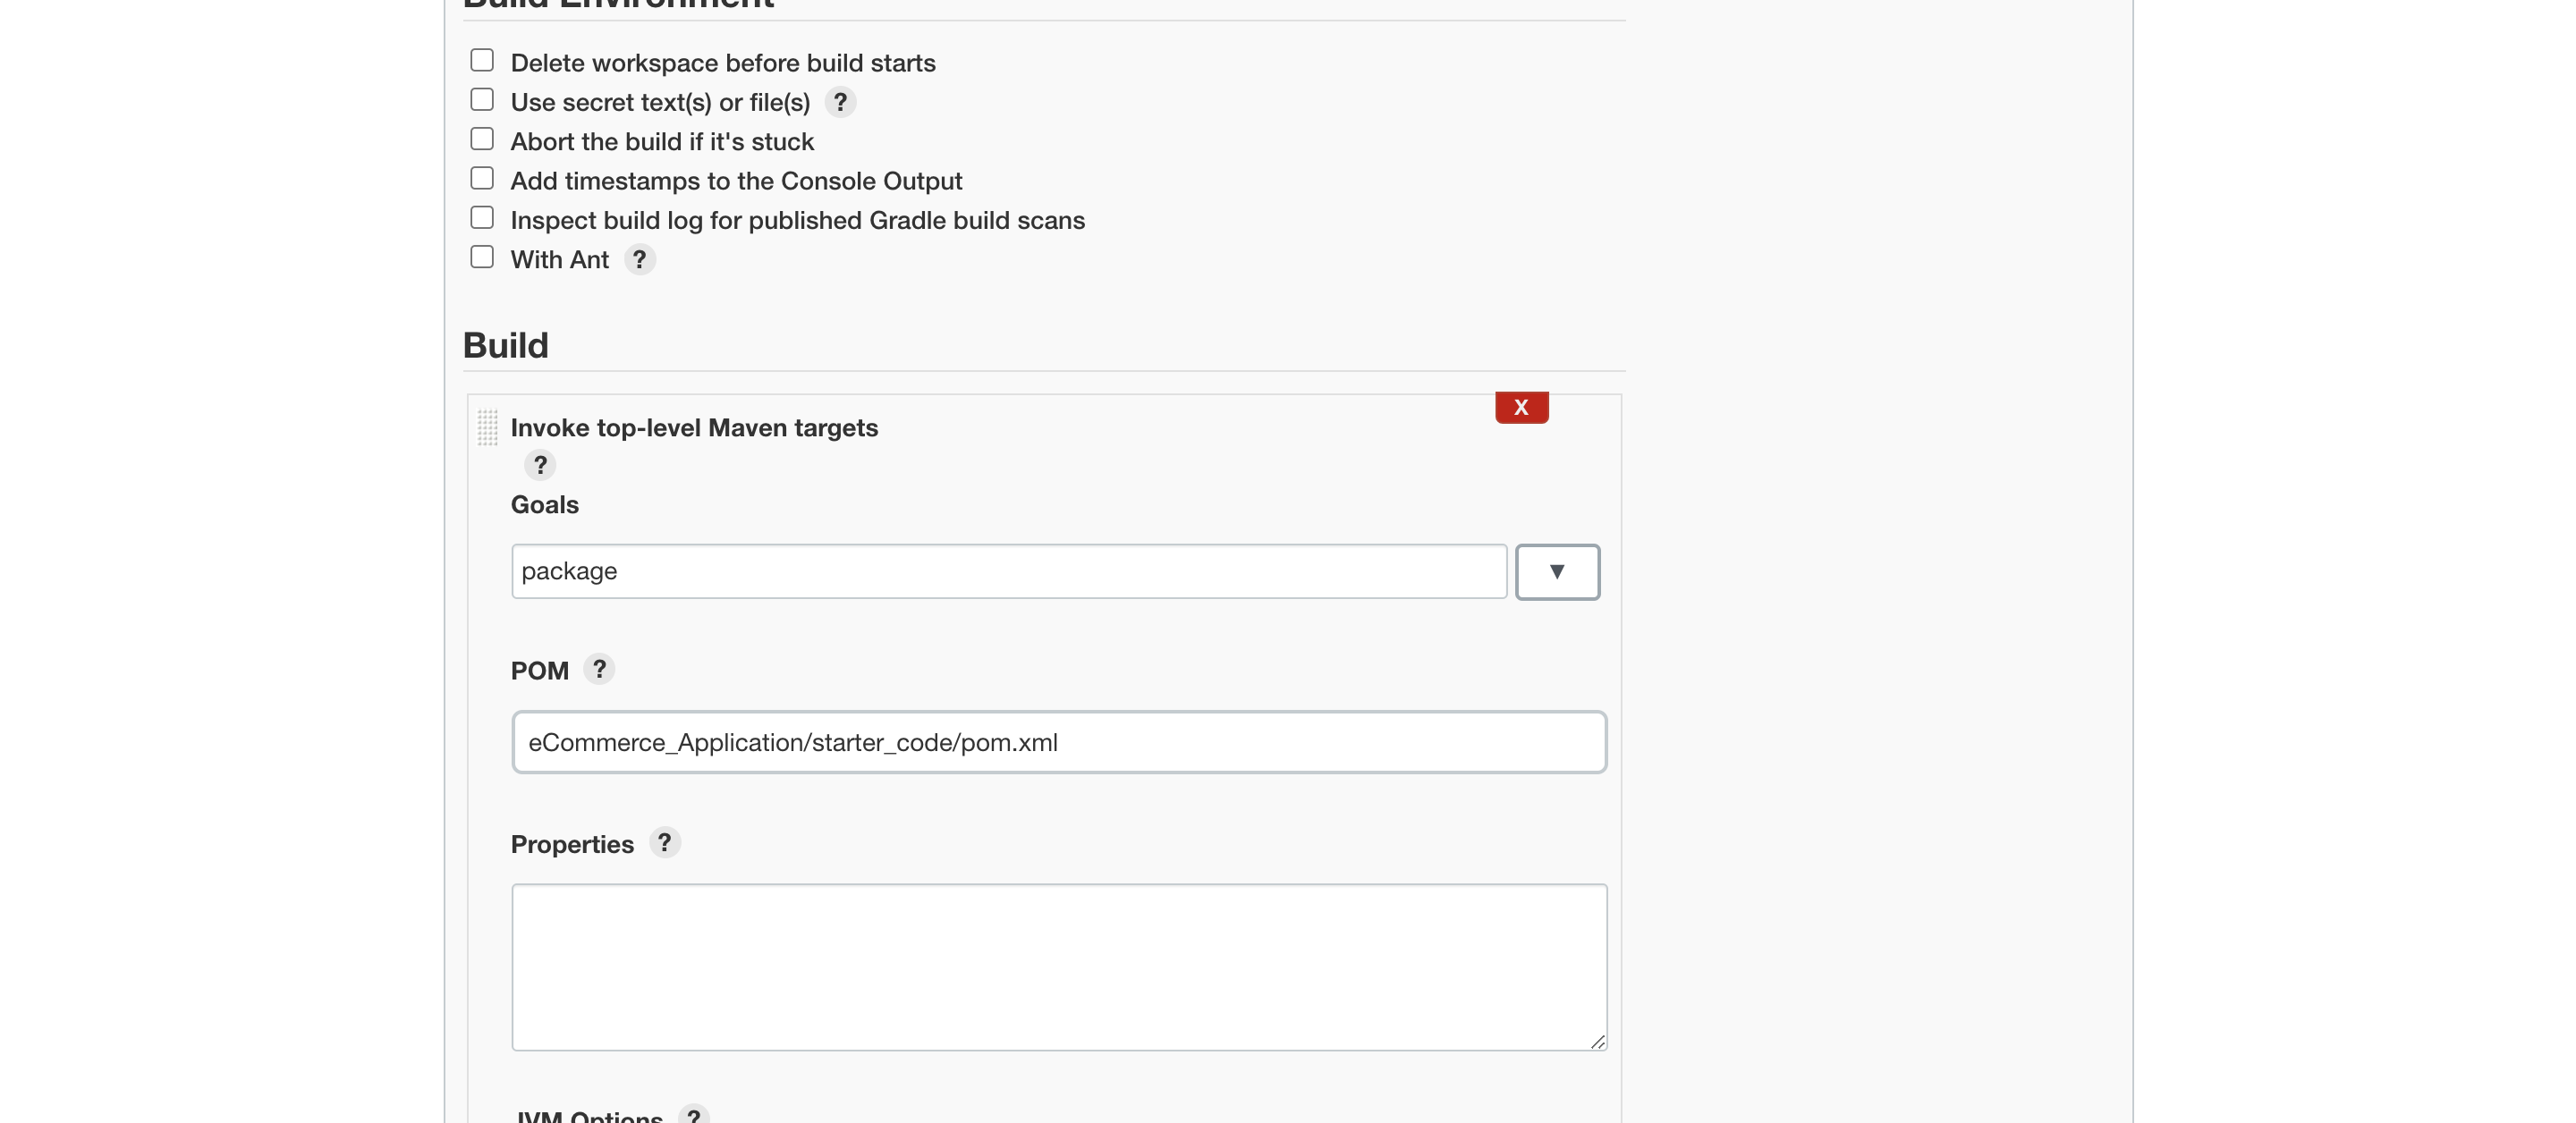 Build Environment
Delete workspace before build starts
Use secret text(s) or file(s) ?
Abort the build if it's stuck
Add timestamps to the Console Output
Inspect build log for published Gradle build scans
With Ant ?
Build
X
Invoke top-level Maven targets
?
Goals
package
POM ?
eCommerce_Application/starter_code/pom.xml
Properties ?
JVM Options ?